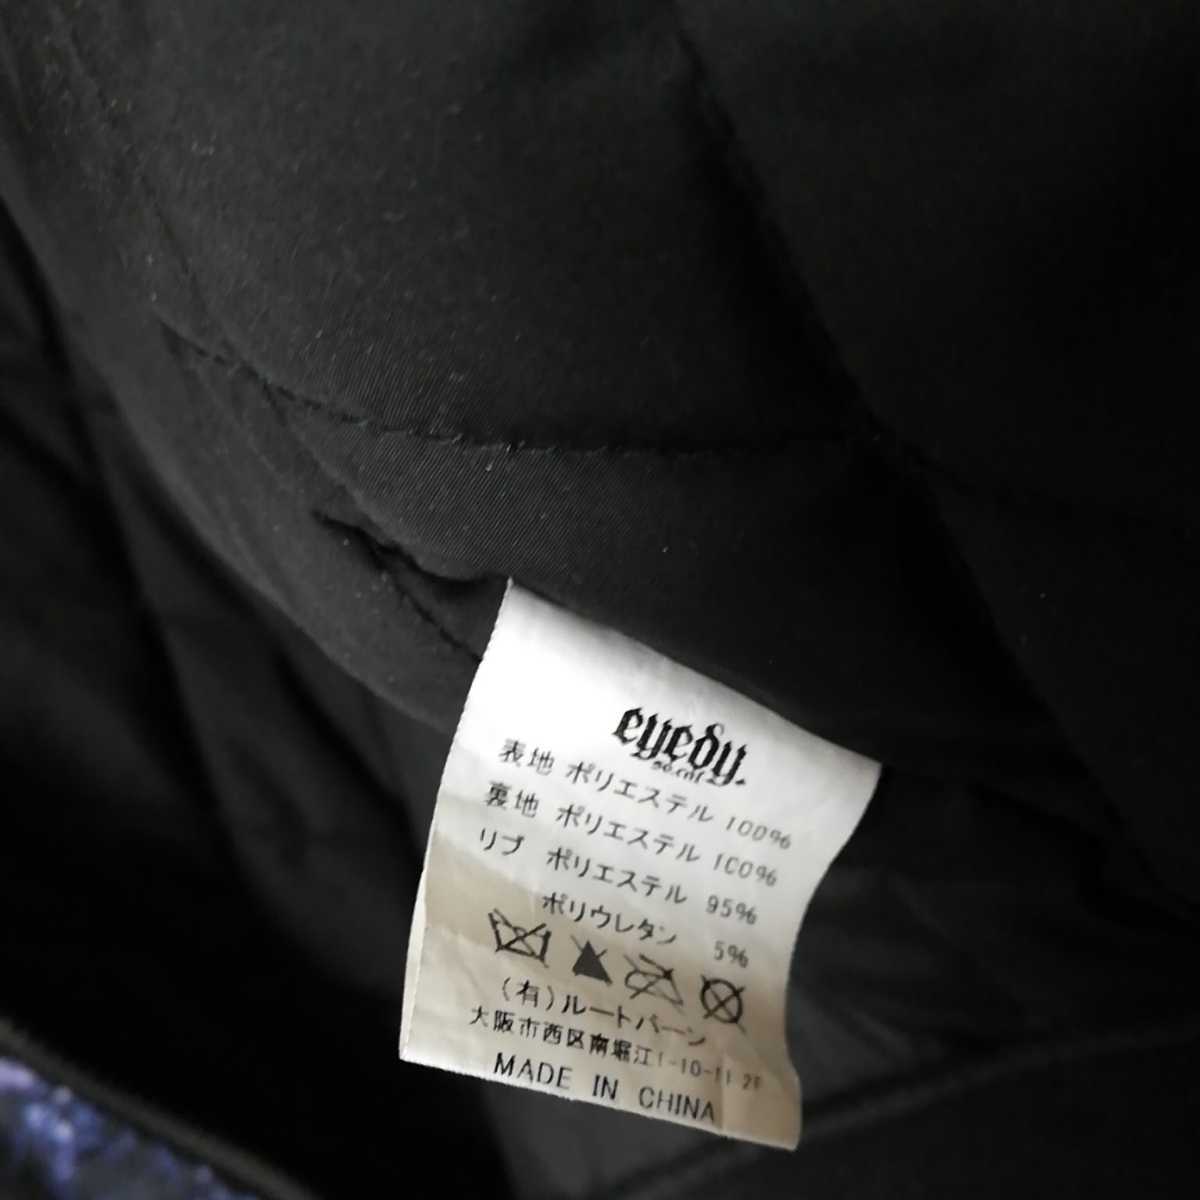 eyedy.
表地 ポリエステル 100%
裏地 ポリエステル 100%
リブ ポリエステル 95%
ポリウレタン 5%
(有)ルートバーン
大阪市西区南堀江1-10-11 2F
MADE IN CHINA